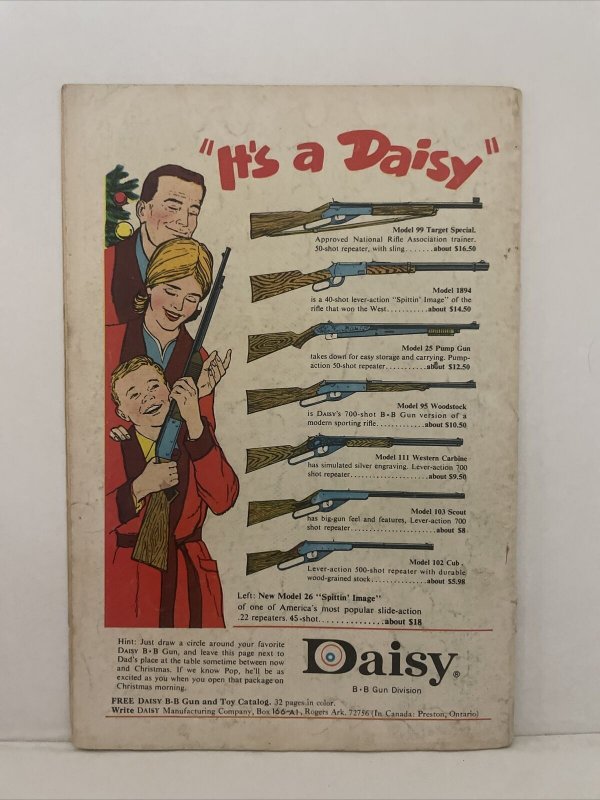 "It's a Daisy"
Model 99 Target Special.
Approved National Rifle Association trainer.
50-shot repeater, with sling.......about $16.50
Model 1894
is a 40-shot lever-action "Spittin' Image" of the
rifle that won the West...........about $14.50
Model 25 Pump Gun
takes down for easy storage and carrying. Pump-
action 50-shot repeater............about $12.50
Model 95 Woodstock
is DAISY'S 700-shot B•B Gun version of a
modern sporting rifle.............about $10.50
Model 111 Western Carbine
has simulated silver engraving. Lever-action 700
shot repeater.....................about $9.50
Model 103 Scout
has big-gun feel and features, Lever-action 700
shot repeater......................about $8
Model 102 Cub.
Lever-action 500-shot repeater with durable
wood-grained stock..............about $5.98
Left: New Model 26 "Spittin' Image"
of one of America's most popular slide-action
.22 repeaters. 45-shot...............about $18
Hint: Just draw a circle around your favorite
DAISY B•B Gun, and leave this page next to
Dad's place at the table sometime between now
and Christmas. If we know Pop, he'll be as
excited as you when you open that package on
Christmas morning.
Daisy®
B•B Gun Division
FREE DAISY B-B Gun and Toy Catalog. 32 pages in color.
Write DAISY Manufacturing Company, Box 166-A1, Rogers Ark. 72756 (In Canada: Preston, Ontario)